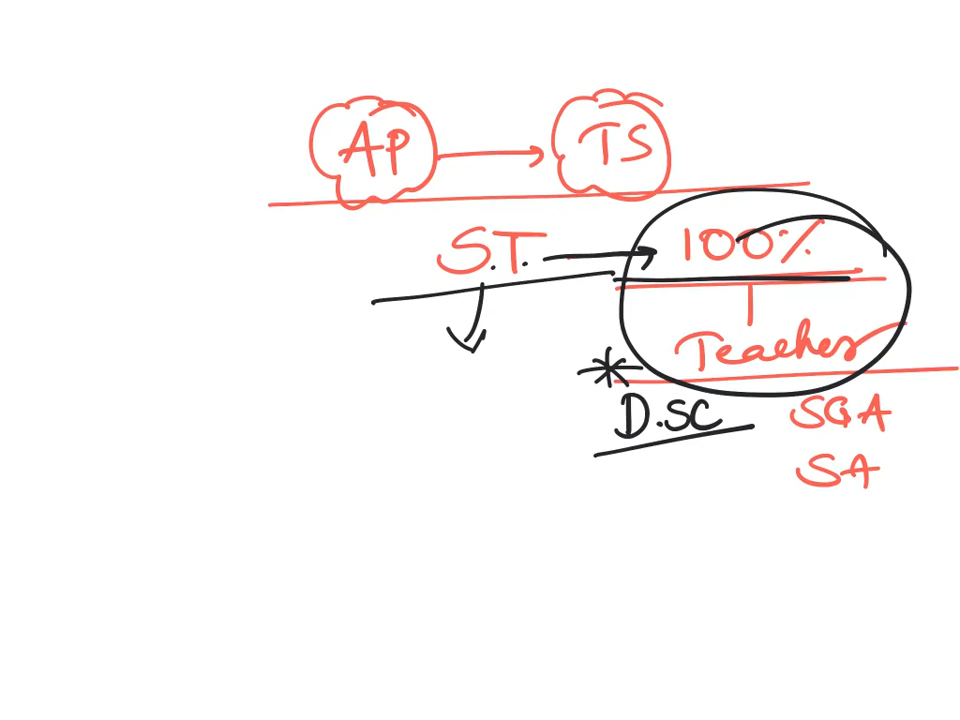 AP → TS
S.T. → 100%
Teacher
* D.SC SGA
SA